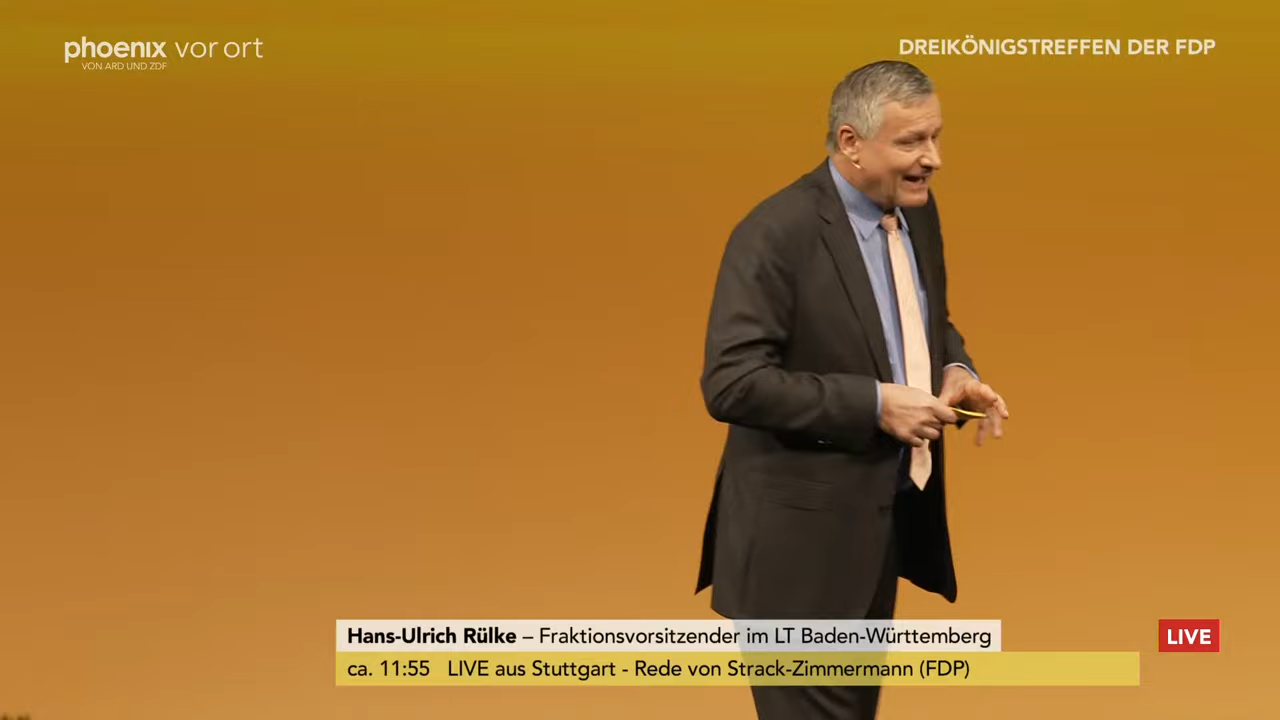 phoenix vor ort
VON ARD UND ZDF
DREIKÖNIGSTREFFEN DER FDP
Hans-Ulrich Rülke – Fraktionsvorsitzender im LT Baden-Württemberg
LIVE
ca. 11:55 LIVE aus Stuttgart - Rede von Strack-Zimmermann (FDP)